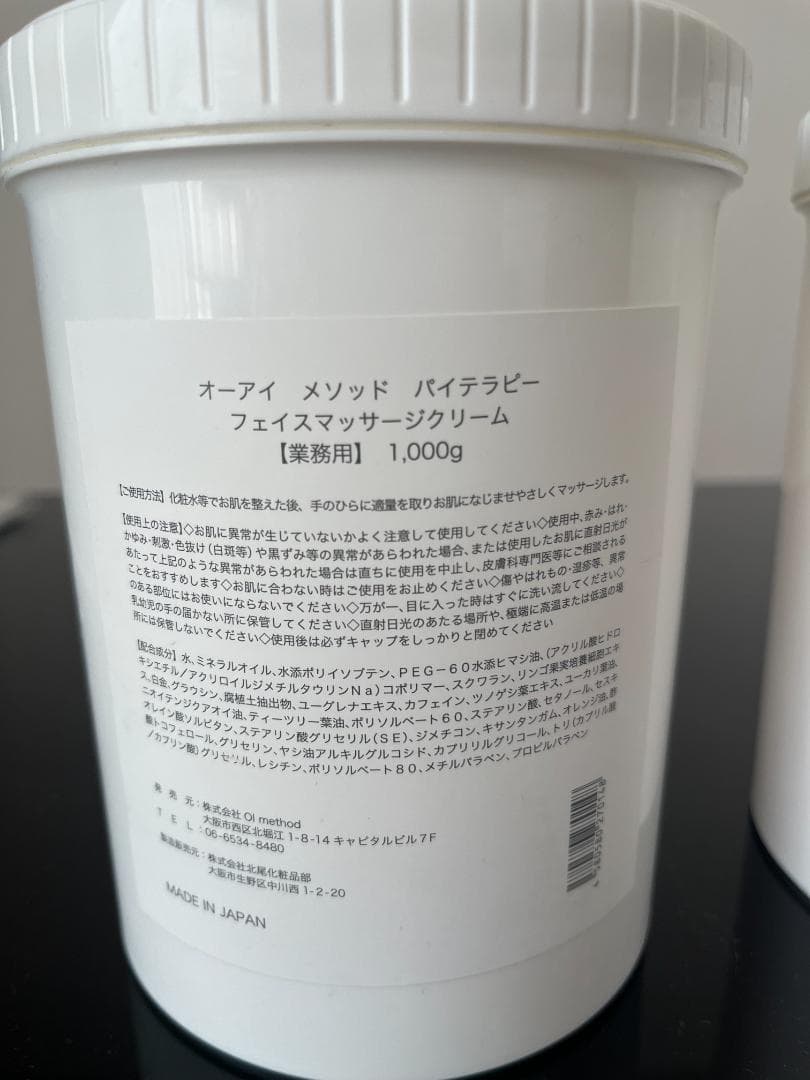 オーアイ　メソッド　パイテラピー
フェイスマッサージクリーム
【業務用】　1,000g
【ご使用方法】化粧水等でお肌を整えた後、手のひらに適量を取りお肌になじませやさしくマッサージします。
【使用上の注意】◇お肌に異常が生じていないかよく注意して使用してください◇使用中、赤み・はれ・
かゆみ・刺激・色抜け（白斑等）や黒ずみ等の異常があらわれた場合、または使用したお肌に直射日光が
あたって上記のような異常があらわれた場合は直ちに使用を中止し、皮膚科専門医等にご相談される
ことをおすすめします◇お肌に合わない時はご使用をお止めください◇傷やはれもの・湿疹等、異常
のある部位にはお使いにならないでください◇万が一、目に入った時はすぐに洗い流してください◇
乳幼児の手の届かない所に保管してください◇直射日光のあたる場所や、極端に高温または低温の場
所には保管しないでください◇使用後は必ずキャップをしっかりと閉めてください
【配合成分】水、ミネラルオイル、水添ポリイソブテン、ＰＥＧ－６０水添ヒマシ油、（アクリル酸ヒドロ
キシエチル／アクリロイルジメチルタウリンＮａ）コポリマー、スクワラン、リンゴ果実培養細胞エキ
ス、白金、グラウシン、腐植土抽出物、ユーグレナエキス、カフェイン、ツノゲシ葉エキス、ユーカリ葉油、
ニオイテンジクアオイ油、ティーツリー葉油、ポリソルベート６０、ステアリン酸、セタノール、セスキ
オレイン酸ソルビタン、ステアリン酸グリセリル（ＳＥ）、ジメチコン、キサンタンガム、オレンジ油、酢
酸トコフェロール、グリセリン、ヤシ油アルキルグルコシド、カプリリルグリコール、トリ（カプリル酸
／カプリン酸）グリセリル、レシチン、ポリソルベート８０、メチルパラベン、プロピルパラベン
発　売　元：株式会社OI method
大阪市西区北堀江 1-8-14 キャピタルビル７F
Ｔ　Ｅ　Ｌ：06-6534-8480
製造販売元：株式会社北尾化粧品部
大阪市生野区中川西 1-2-20
MADE IN JAPAN